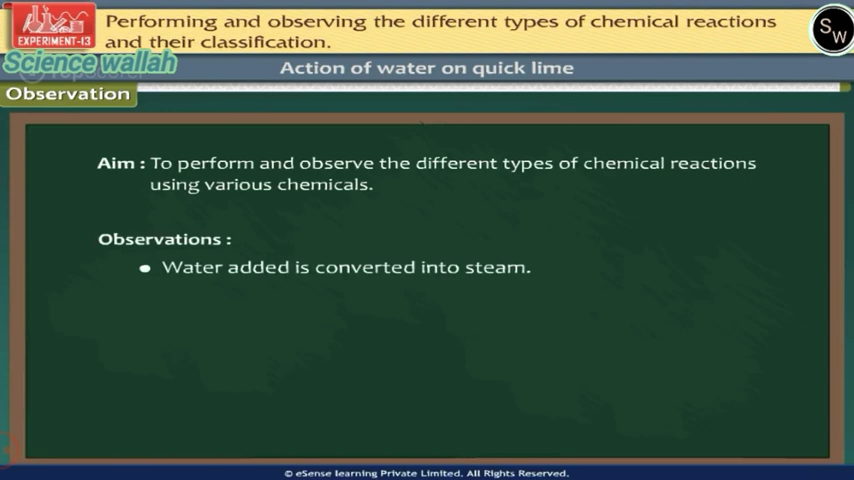 Performing and observing the different types of chemical reactions
and their classification.
EXPERIMENT-13
Science wallah
SW
Action of water on quick lime
Observation
Aim : To perform and observe the different types of chemical reactions
using various chemicals.
Observations :
• Water added is converted into steam.
© eSense learning Private Limited. All Rights Reserved.